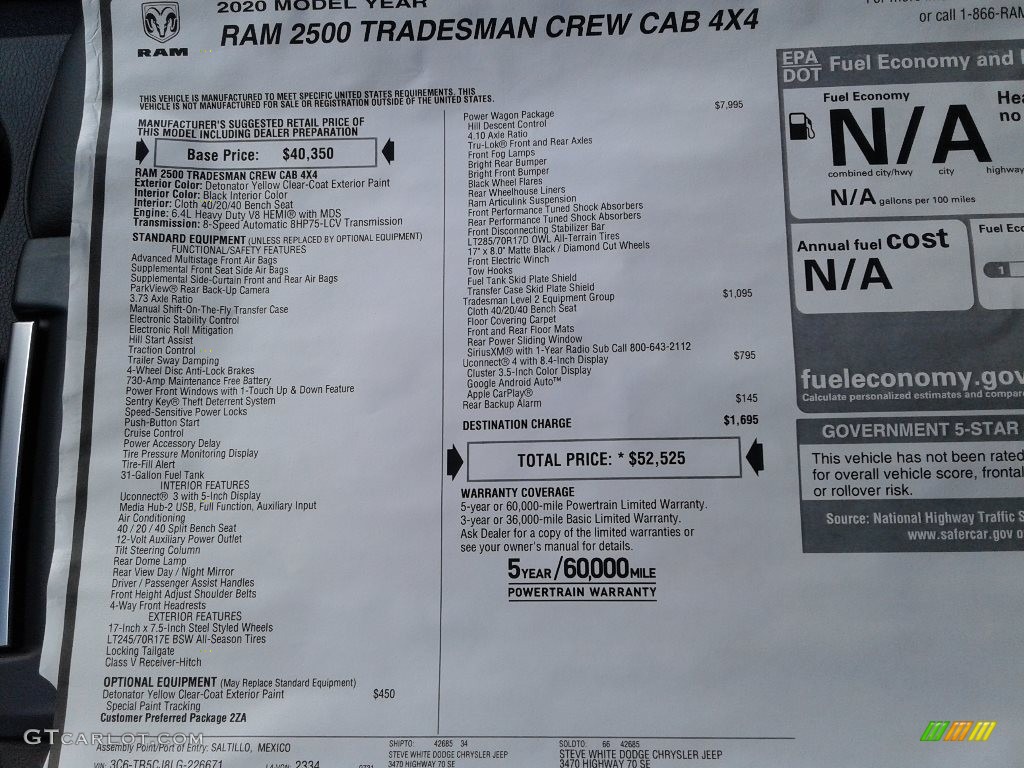 2020 MODEL YEAR
RAM 2500 TRADESMAN CREW CAB 4X4
RAM
THIS VEHICLE IS MANUFACTURED TO MEET SPECIFIC UNITED STATES REQUIREMENTS. THIS
VEHICLE IS NOT MANUFACTURED FOR SALE OR REGISTRATION OUTSIDE OF THE UNITED STATES.
MANUFACTURER'S SUGGESTED RETAIL PRICE OF
THIS MODEL INCLUDING DEALER PREPARATION
Base Price: $40,350
RAM 2500 TRADESMAN CREW CAB 4X4
Exterior Color: Detonator Yellow Clear-Coat Exterior Paint
Interior Color: Black Interior Color
Interior: Cloth 40/20/40 Bench Seat
Engine: 6.4L Heavy Duty V8 HEMI® with MDS
Transmission: 8-Speed Automatic 8HP75-LCV Transmission
STANDARD EQUIPMENT (UNLESS REPLACED BY OPTIONAL EQUIPMENT)
FUNCTIONAL/SAFETY FEATURES
Advanced Multistage Front Air Bags
Supplemental Front Seat Side Air Bags
Supplemental Side-Curtain Front and Rear Air Bags
ParkView® Rear Back-Up Camera
3.73 Axle Ratio
Manual Shift-On-The-Fly Transfer Case
Electronic Stability Control
Electronic Roll Mitigation
Hill Start Assist
Traction Control
Trailer Sway Damping
4-Wheel Disc Anti-Lock Brakes
730-Amp Maintenance Free Battery
Power Front Windows with 1-Touch Up & Down Feature
Sentry Key® Theft Deterrent System
Speed-Sensitive Power Locks
Push-Button Start
Cruise Control
Power Accessory Delay
Tire Pressure Monitoring Display
Tire-Fill Alert
31-Gallon Fuel Tank
INTERIOR FEATURES
Uconnect® 3 with 5-Inch Display
Media Hub-2 USB, Full Function, Auxiliary Input
Air Conditioning
40 / 20 / 40 Split Bench Seat
12-Volt Auxiliary Power Outlet
Tilt Steering Column
Rear Dome Lamp
Rear View Day / Night Mirror
Driver / Passenger Assist Handles
Front Height Adjust Shoulder Belts
4-Way Front Headrests
EXTERIOR FEATURES
17-Inch x 7.5-Inch Steel Styled Wheels
LT245/70R17E BSW All-Season Tires
Locking Tailgate
Class V Receiver-Hitch
OPTIONAL EQUIPMENT (May Replace Standard Equipment)
Detonator Yellow Clear-Coat Exterior Paint $450
Special Paint Tracking
Customer Preferred Package 2ZA
Power Wagon Package $7,995
Hill Descent Control
4.10 Axle Ratio
Tru-Lok® Front and Rear Axles
Front Fog Lamps
Bright Rear Bumper
Bright Front Bumper
Black Wheel Flares
Rear Wheelhouse Liners
Ram Articulink Suspension
Front Performance Tuned Shock Absorbers
Rear Performance Tuned Shock Absorbers
Front Disconnecting Stabilizer Bar
LT285/70R17D OWL All-Terrain Tires
17" x 8.0" Matte Black / Diamond Cut Wheels
Front Electric Winch
Tow Hooks
Fuel Tank Skid Plate Shield
Transfer Case Skid Plate Shield
Tradesman Level 2 Equipment Group $1,095
Cloth 40/20/40 Bench Seat
Floor Covering Carpet
Front and Rear Floor Mats
Rear Power Sliding Window
SiriusXM® with 1-Year Radio Sub Call 800-643-2112
Uconnect® 4 with 8.4-Inch Display $795
Cluster 3.5-Inch Color Display
Google Android Auto™
Apple CarPlay®
Rear Backup Alarm $145
DESTINATION CHARGE $1,695
TOTAL PRICE: * $52,525
WARRANTY COVERAGE
5-year or 60,000-mile Powertrain Limited Warranty.
3-year or 36,000-mile Basic Limited Warranty.
Ask Dealer for a copy of the limited warranties or
see your owner's manual for details.
5 YEAR / 60,000 MILE
POWERTRAIN WARRANTY
or call 1-866-RAM
EPA
DOT
Fuel Economy and
Fuel Economy
N/A
combined city/hwy city highway
N/A gallons per 100 miles
no
Annual fuel cost
N/A
1
fueleconomy.gov
Calculate personalized estimates and compare
GOVERNMENT 5-STAR
This vehicle has not been rated
for overall vehicle score, frontal
or rollover risk.
Source: National Highway Traffic S
www.safercar.gov o
Assembly Point/Port of Entry: SALTILLO, MEXICO
VIN: 3C6-TR5CJ8LG-226671 2334
SHIPTO: 42685 34
STEVE WHITE DODGE CHRYSLER JEEP
3470 HIGHWAY 70 SE
SOLDTO: 66 42685
STEVE WHITE DODGE CHRYSLER JEEP
3470 HIGHWAY 70 SE
GTcarlot.com